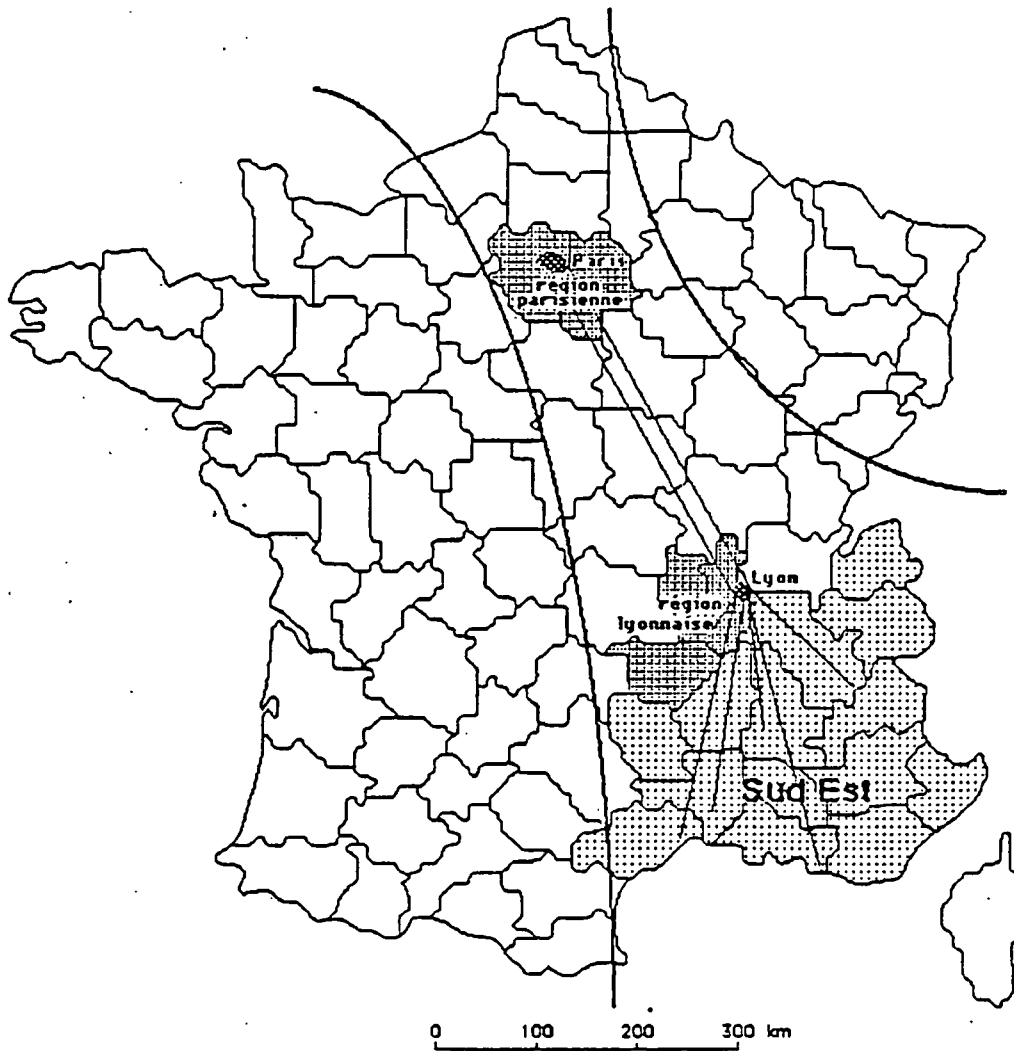 Paris
région
parisienne
Lyon
région
lyonnaise
Sud Est
0 100 200 300 km